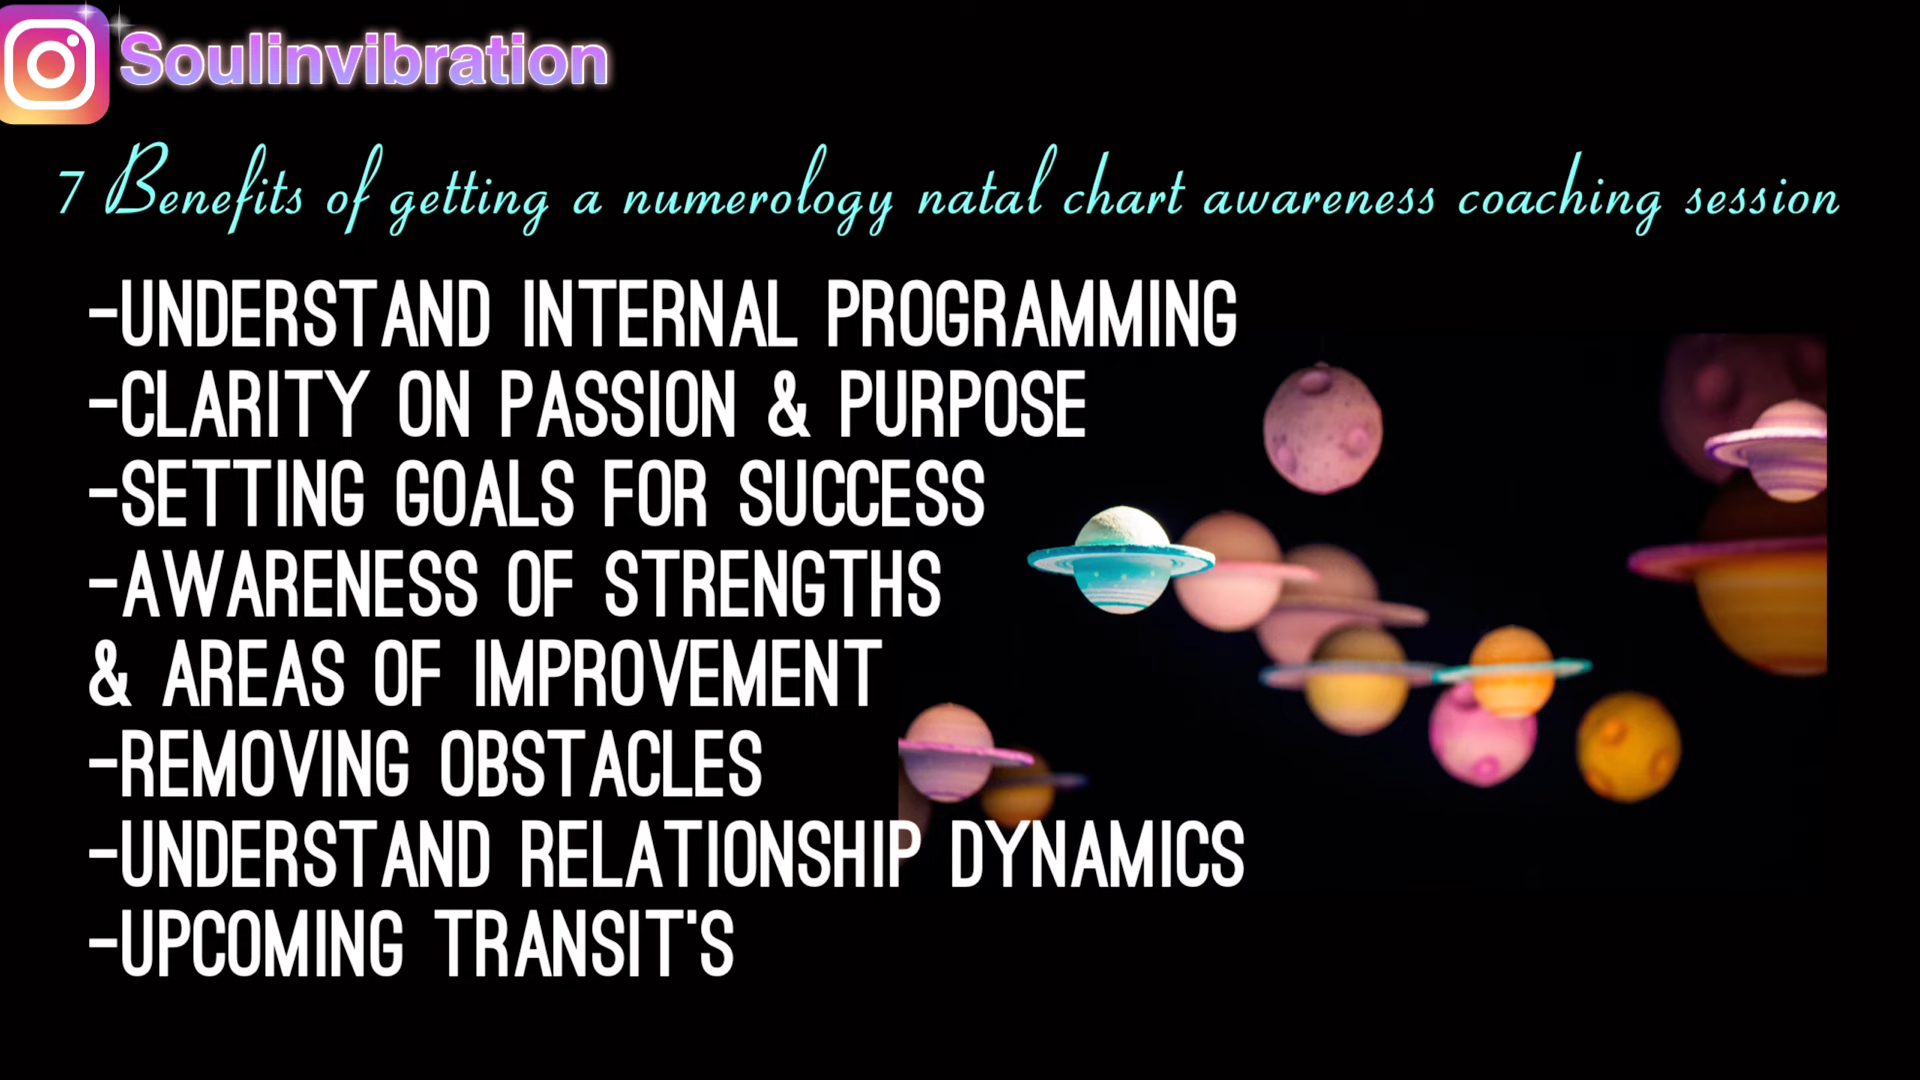 Soulinvibration
7 Benefits of getting a numerology natal chart awareness coaching session
-UNDERSTAND INTERNAL PROGRAMMING
-CLARITY ON PASSION & PURPOSE
-SETTING GOALS FOR SUCCESS
-AWARENESS OF STRENGTHS
& AREAS OF IMPROVEMENT
-REMOVING OBSTACLES
-UNDERSTAND RELATIONSHIP DYNAMICS
-UPCOMING TRANSIT'S